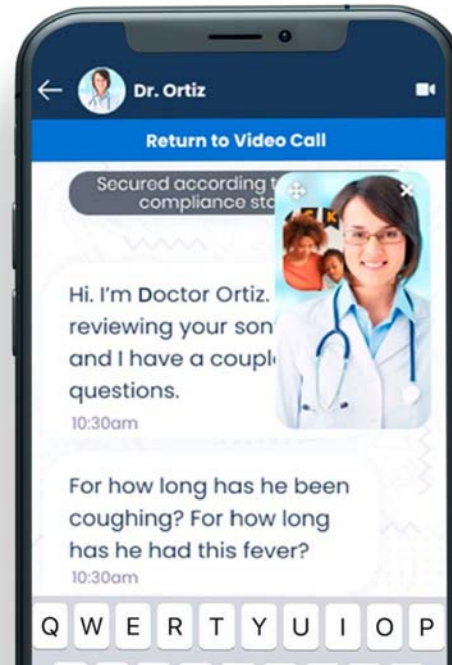 Dr. Ortiz
Return to Video Call
Secured according t
compliance sta
Hi. I'm Doctor Ortiz.
reviewing your son
and I have a coupl
questions.
10:30am
For how long has he been
coughing? For how long
has he had this fever?
10:30am
Q W E R T Y U I O P